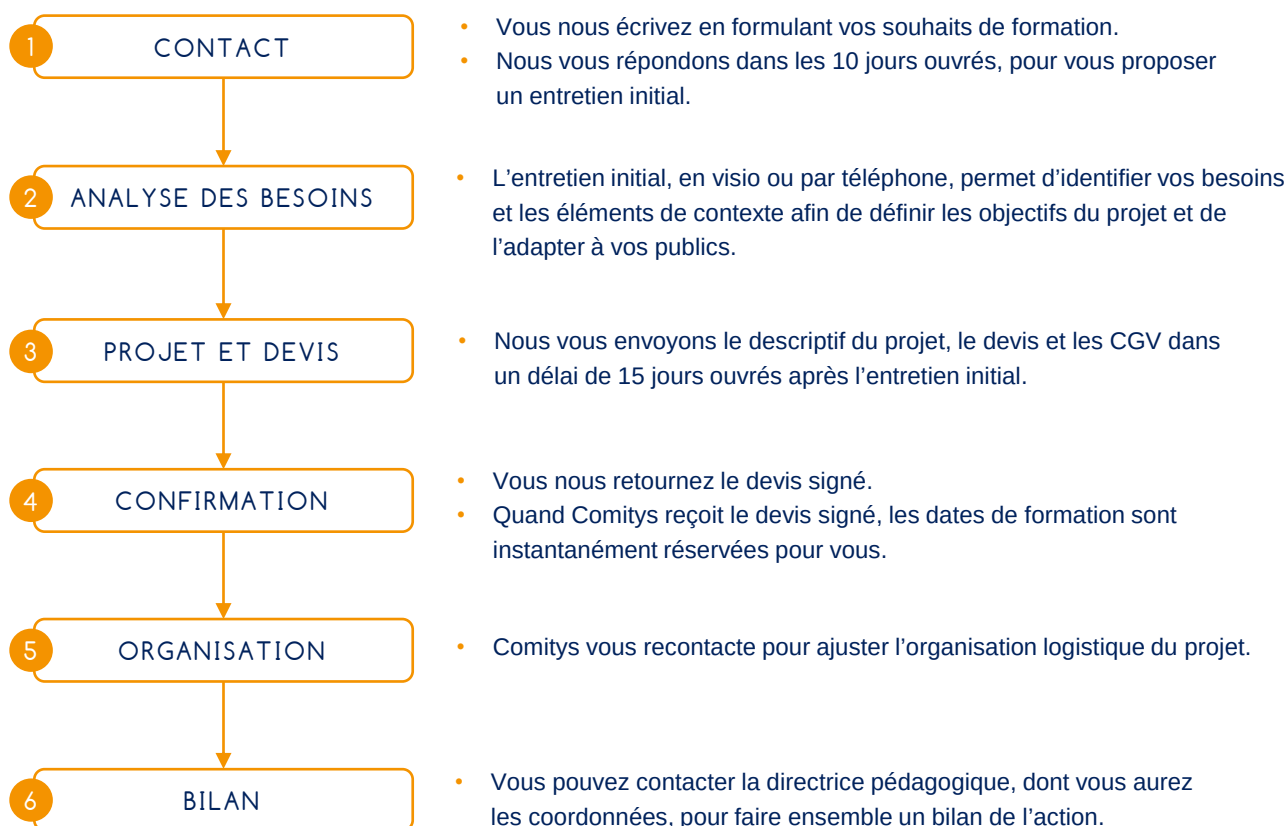 1
CONTACT
• Vous nous écrivez en formulant vos souhaits de formation.
• Nous vous répondons dans les 10 jours ouvrés, pour vous proposer
un entretien initial.
2
ANALYSE DES BESOINS
• L’entretien initial, en visio ou par téléphone, permet d’identifier vos besoins
et les éléments de contexte afin de définir les objectifs du projet et de
l’adapter à vos publics.
3
PROJET ET DEVIS
• Nous vous envoyons le descriptif du projet, le devis et les CGV dans
un délai de 15 jours ouvrés après l’entretien initial.
4
CONFIRMATION
• Vous nous retournez le devis signé.
• Quand Comitys reçoit le devis signé, les dates de formation sont
instantanément réservées pour vous.
5
ORGANISATION
• Comitys vous recontacte pour ajuster l’organisation logistique du projet.
6
BILAN
• Vous pouvez contacter la directrice pédagogique, dont vous aurez
les coordonnées, pour faire ensemble un bilan de l’action.